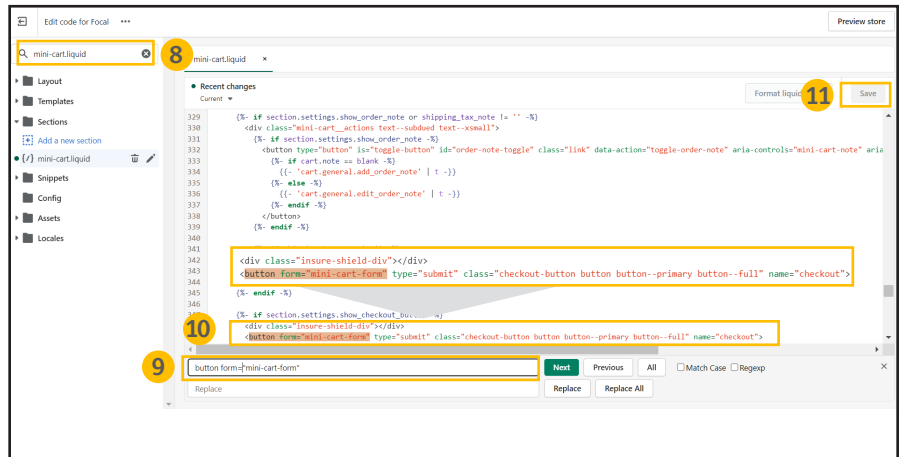 Edit code for Focal •••
Preview store
mini-cart.liquid
8
Layout
Templates
Sections
Add a new section
{/} mini-cart.liquid
Snippets
Config
Assets
Locales
mini-cart.liquid ×
Recent changes
Current
Format liquid
11
Save
329 {%- if section.settings.show_order_note or shipping_tax_note != '' -%}
330 <div class="mini-cart__actions text--subdued text--xsmall">
331 {%- if section.settings.show_order_note -%}
332 <button type="button" is="toggle-button" id="order-note-toggle" class="link" data-action="toggle-order-note" aria-controls="mini-cart-note" aria
333 {%- if cart.note == blank -%}
334 {{- 'cart.general.add_order_note' | t -}}
335 {%- else -%}
336 {{- 'cart.general.edit_order_note' | t -}}
337 {%- endif -%}
338 </button>
339 {%- endif -%}
340
341
342 <div class="insure-shield-div"></div>
343 <button form="mini-cart-form" type="submit" class="checkout-button button button--primary button--full" name="checkout">
344
345 {%- endif -%}
346
{%- if section.settings.show_checkout_bu -%}
10
<div class="insure-shield-div"></div>
<button form="mini-cart-form" type="submit" class="checkout-button button button--primary button--full" name="checkout">
9
button form="mini-cart-form"
Next
Previous
All
Match Case
Regexp
×
Replace
Replace
Replace All